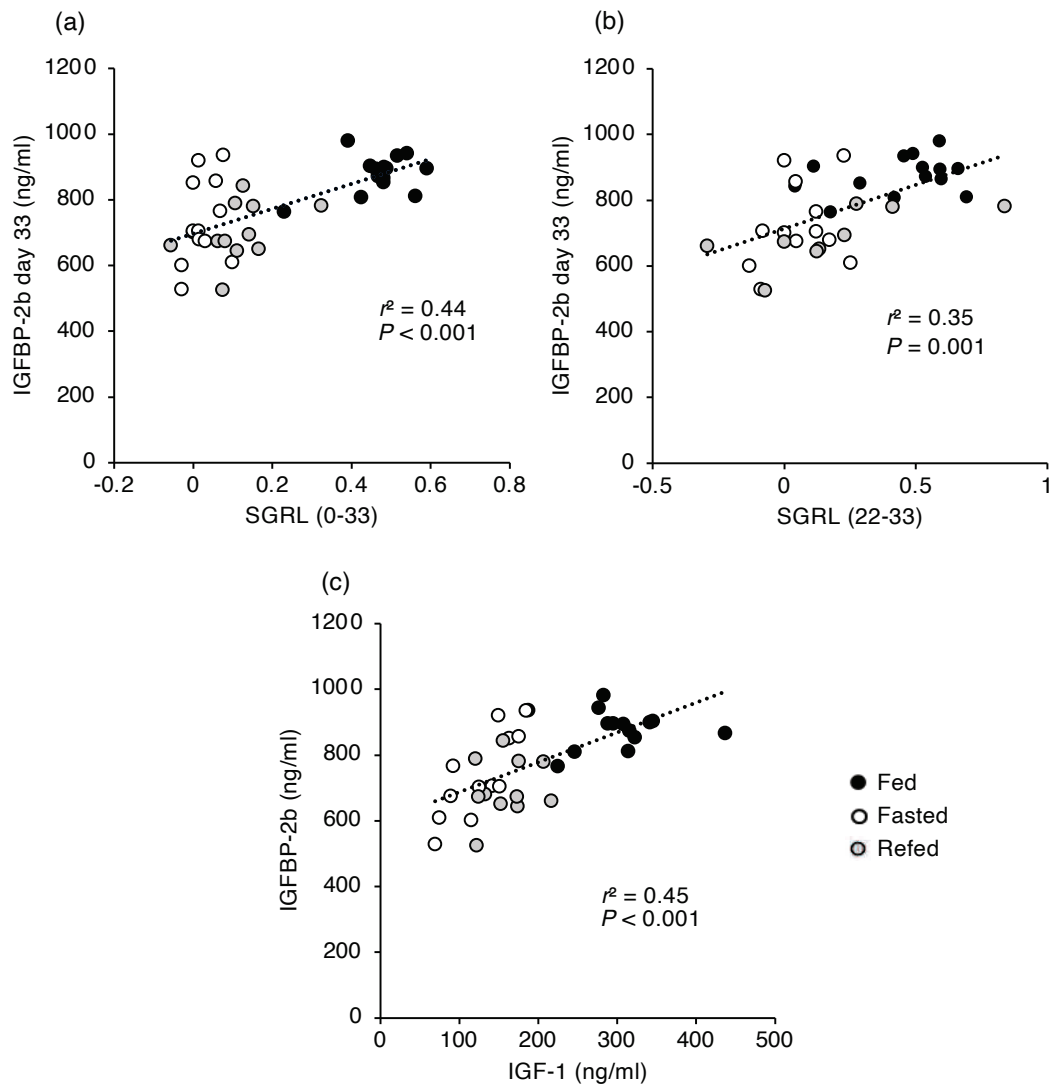 (a)
1200
1000
800
600
400
200
0
-0.2
0
0.2
0.4
0.6
0.8
IGFBP-2b day 33 (ng/ml)
SGRL (0-33)
r² = 0.44
P < 0.001
(b)
1200
1000
800
600
400
200
0
-0.5
0
0.5
1
IGFBP-2b day 33 (ng/ml)
SGRL (22-33)
r² = 0.35
P = 0.001
(c)
1200
1000
800
600
400
200
0
0
100
200
300
400
500
IGFBP-2b (ng/ml)
IGF-1 (ng/ml)
r² = 0.45
P < 0.001
Fed
Fasted
Refed